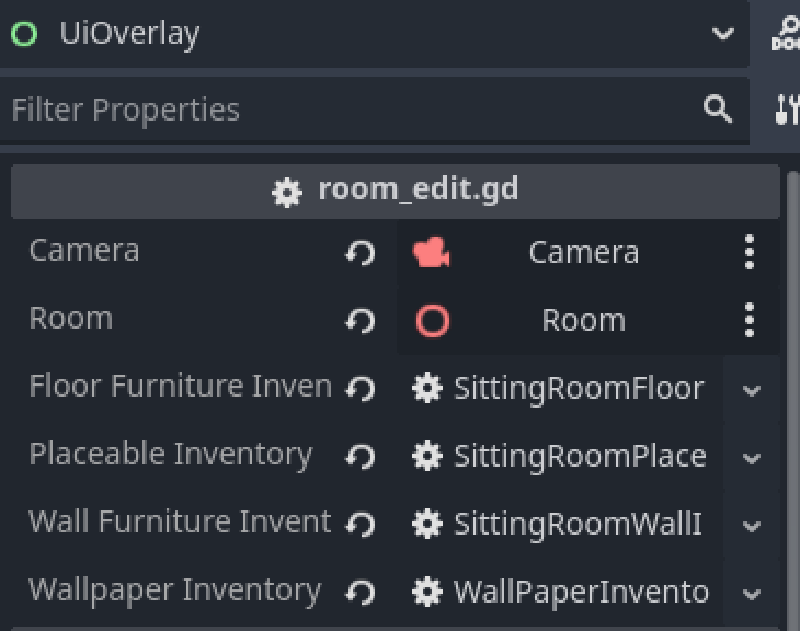 UiOverlay
Filter Properties
room_edit.gd
Camera Camera
Room Room
Floor Furniture Inven SittingRoomFloor
Placeable Inventory SittingRoomPlace
Wall Furniture Invent SittingRoomWallI
Wallpaper Inventory WallPaperInvento